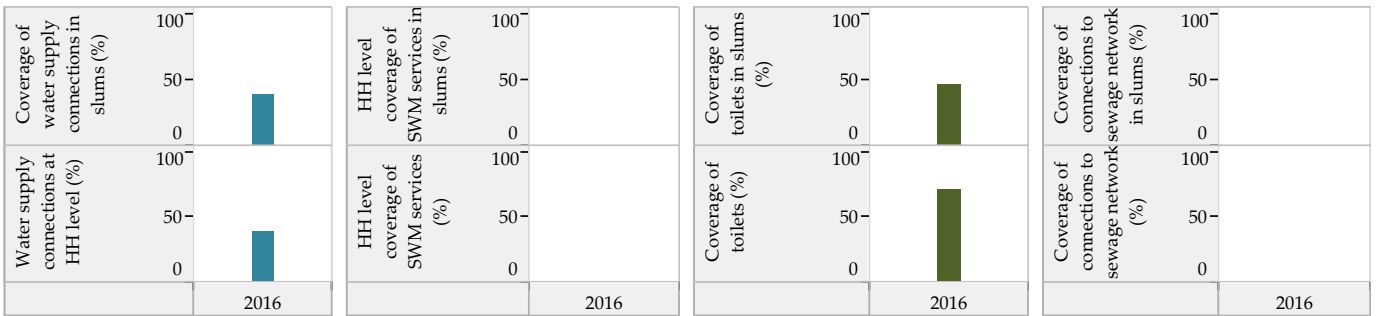 Coverage of
water supply
connections in
slums (%)
100
50
0
Water supply
connections at
HH level (%)
100
50
0
2016
HH level
coverage of
SWM services in
slums (%)
100
50
0
HH level
coverage of
SWM services
(%)
100
50
0
2016
Coverage of
toilets in slums
(%)
100
50
0
Coverage of
toilets (%)
100
50
0
2016
Coverage of
connections to
sewage network
in slums (%)
100
50
0
Coverage of
connections to
sewage network
(%)
100
50
0
2016